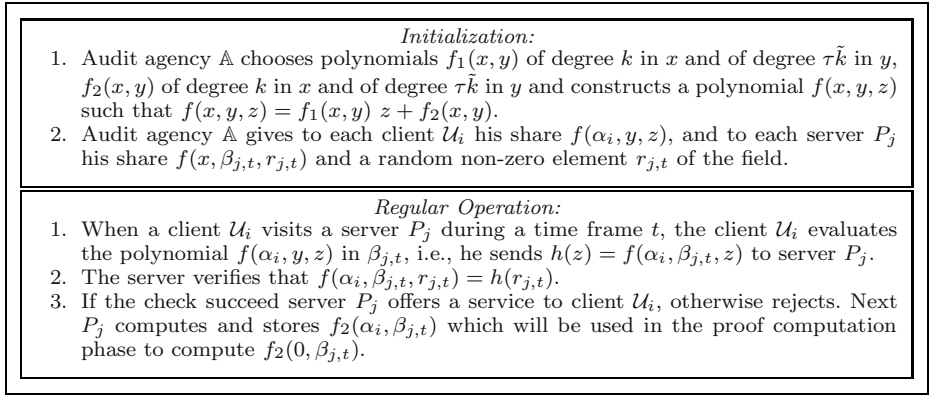 Initialization:
1. Audit agency 𝔸 chooses polynomials f₁(x, y) of degree k in x and of degree τk̃ in y,
f₂(x, y) of degree k in x and of degree τk̃ in y and constructs a polynomial f(x, y, z)
such that f(x, y, z) = f₁(x, y) z + f₂(x, y).
2. Audit agency 𝔸 gives to each client 𝒰ᵢ his share f(αᵢ, y, z), and to each server Pⱼ
his share f(x, βⱼ,ₜ, rⱼ,ₜ) and a random non-zero element rⱼ,ₜ of the field.
Regular Operation:
1. When a client 𝒰ᵢ visits a server Pⱼ during a time frame t, the client 𝒰ᵢ evaluates
the polynomial f(αᵢ, y, z) in βⱼ,ₜ, i.e., he sends h(z) = f(αᵢ, βⱼ,ₜ, z) to server Pⱼ.
2. The server verifies that f(αᵢ, βⱼ,ₜ, rⱼ,ₜ) = h(rⱼ,ₜ).
3. If the check succeed server Pⱼ offers a service to client 𝒰ᵢ, otherwise rejects. Next
Pⱼ computes and stores f₂(αᵢ, βⱼ,ₜ) which will be used in the proof computation
phase to compute f₂(0, βⱼ,ₜ).